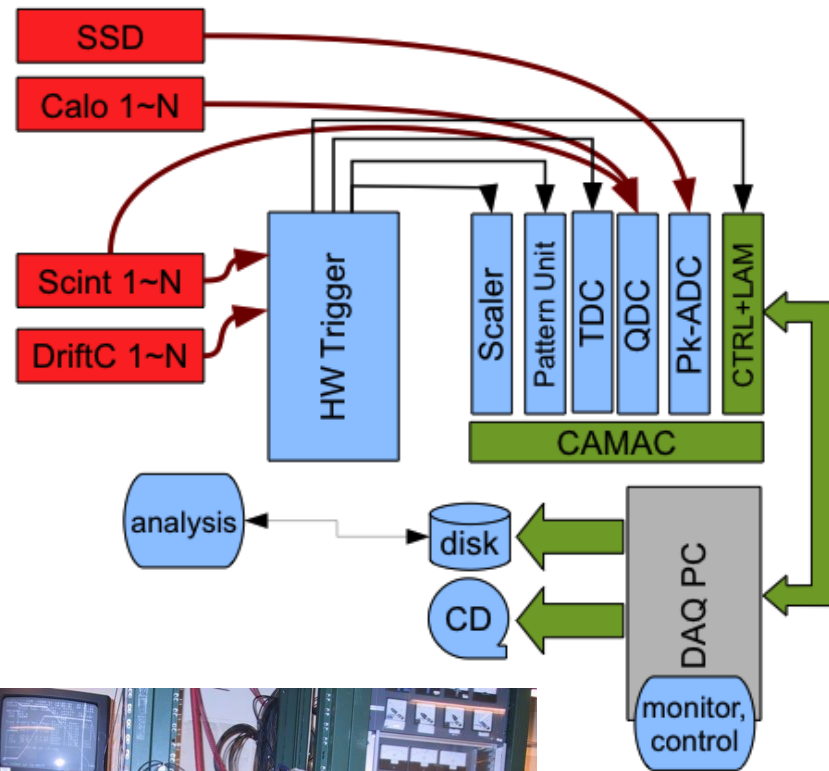 SSD
Calo 1~N
Scint 1~N
DriftC 1~N
HW Trigger
Scaler
Pattern Unit
TDC
QDC
Pk-ADC
CTRL+LAM
CAMAC
analysis
disk
CD
DAQ PC
monitor,
control